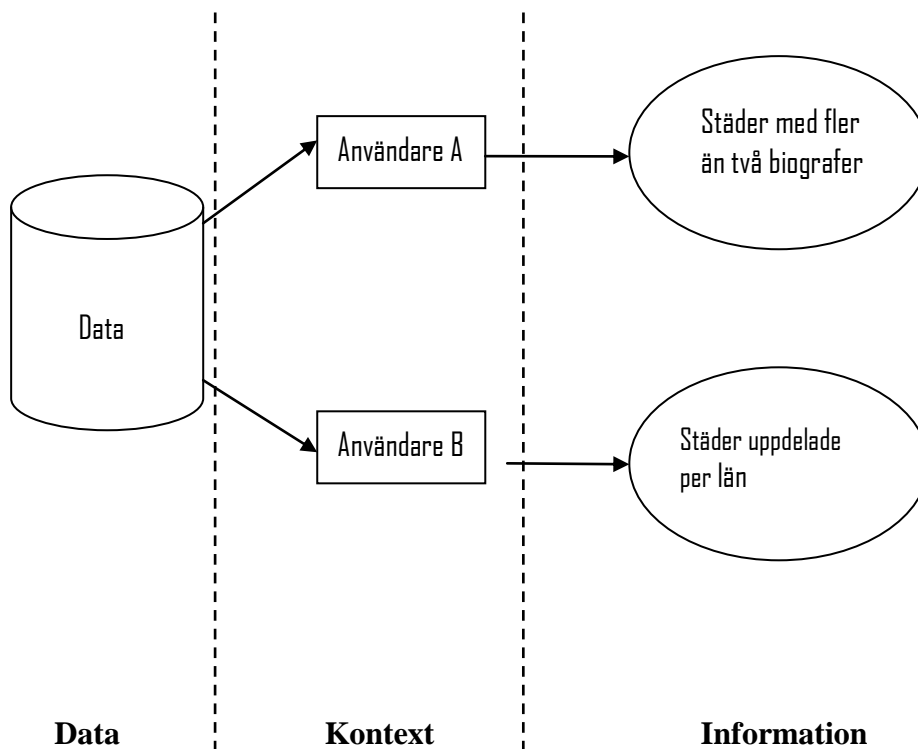 Användare A
Städer med fler
än två biografer
Data
Användare B
Städer uppdelade
per län
Data
Kontext
Information